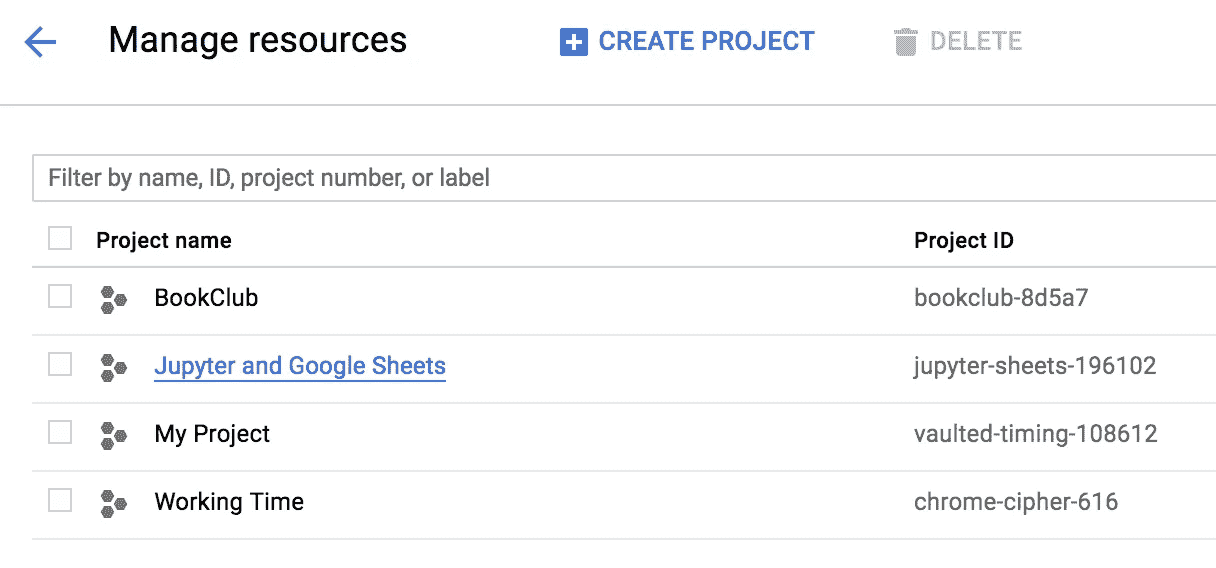 Manage resources CREATE PROJECT DELETE
Filter by name, ID, project number, or label
Project name Project ID
BookClub bookclub-8d5a7
Jupyter and Google Sheets jupyter-sheets-196102
My Project vaulted-timing-108612
Working Time chrome-cipher-616